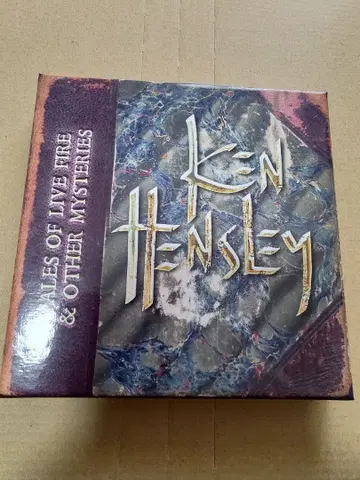 KEN
HENSLEY
ALES OF LIVE FIRE
& OTHER MYSTERIES